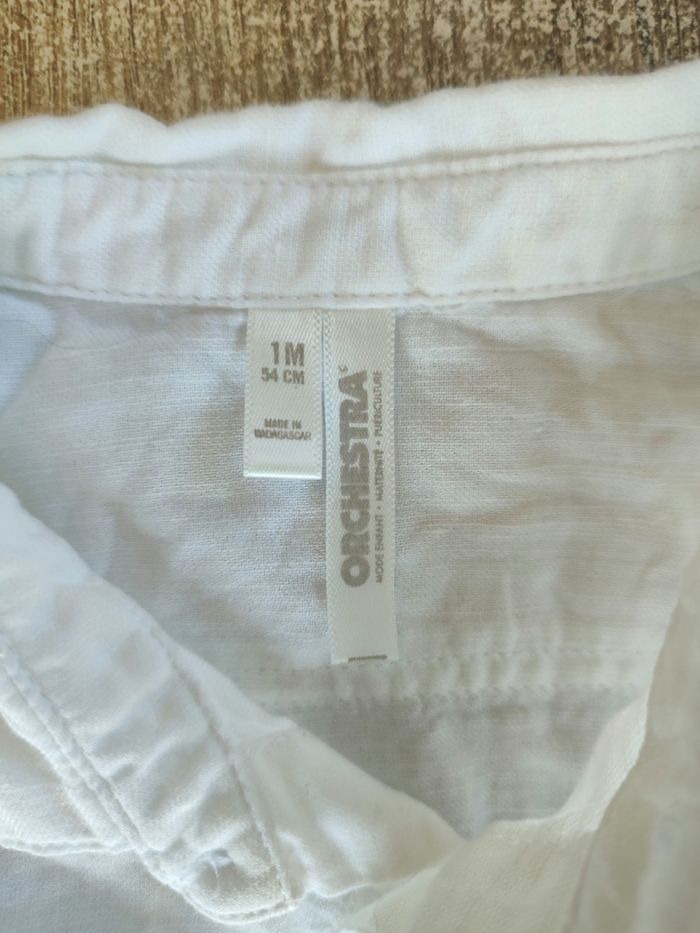 1M
54 CM
MADE IN
MADAGASCAR
ORCHESTRA©
MODE ENFANT • MATERNITÉ • PUÉRICULTURE